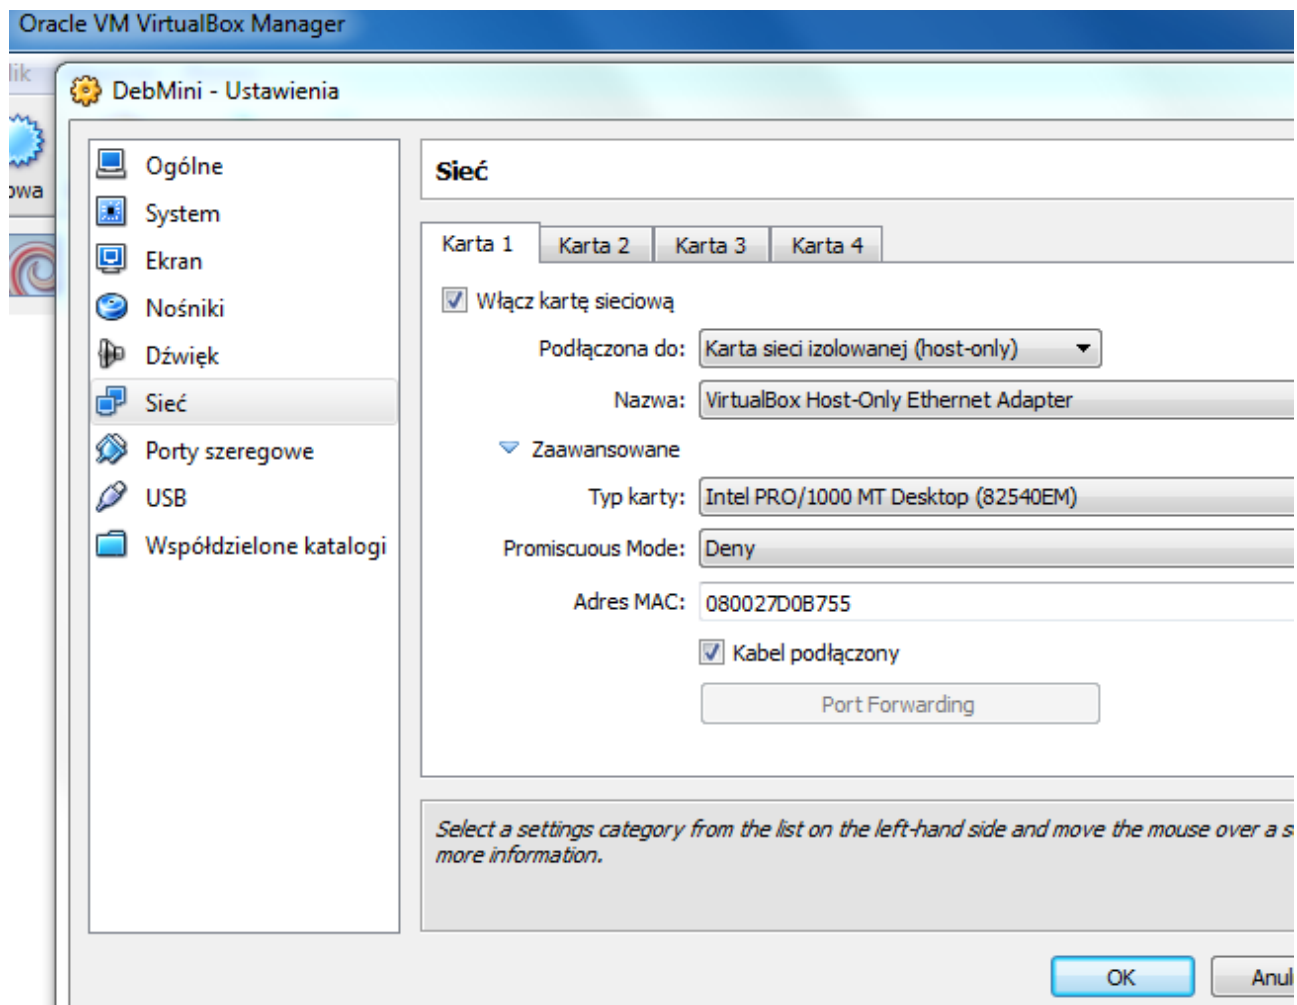 Oracle VM VirtualBox Manager
lik
DebMini - Ustawienia
owa
Ogólne
System
Ekran
Nośniki
Dźwięk
Sieć
Porty szeregowe
USB
Współdzielone katalogi
Sieć
Karta 1 Karta 2 Karta 3 Karta 4
Włącz kartę sieciową
Podłączona do: Karta sieci izolowanej (host-only)
Nazwa: VirtualBox Host-Only Ethernet Adapter
Zaawansowane
Typ karty: Intel PRO/1000 MT Desktop (82540EM)
Promiscuous Mode: Deny
Adres MAC: 080027D0B755
Kabel podłączony
Port Forwarding
Select a settings category from the list on the left-hand side and move the mouse over a s
more information.
OK Anul